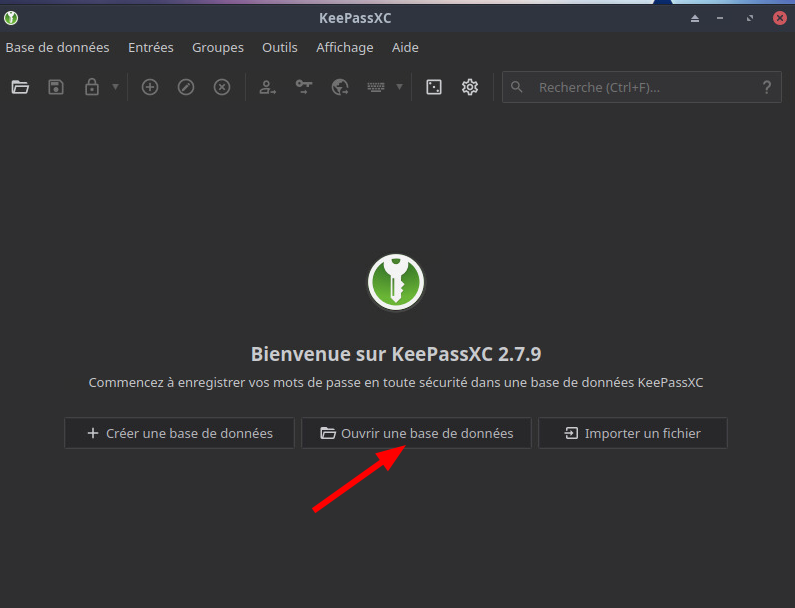 KeePassXC
Base de données Entrées Groupes Outils Affichage Aide
Recherche (Ctrl+F)... ?
Bienvenue sur KeePassXC 2.7.9
Commencez à enregistrer vos mots de passe en toute sécurité dans une base de données KeePassXC
Créer une base de données Ouvrir une base de données Importer un fichier